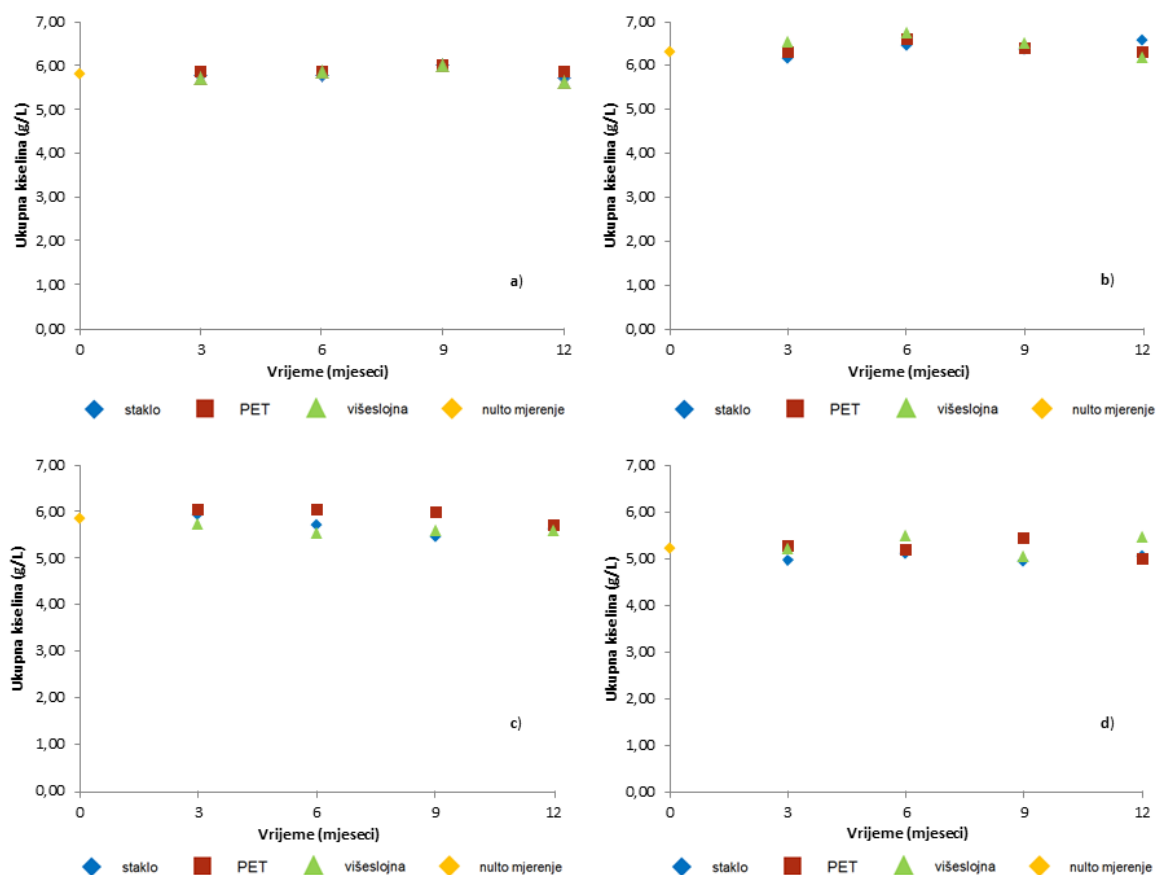 7,00
6,00
5,00
4,00
3,00
2,00
1,00
0,00
Ukupna kiselina (g/L)
a)
0 3 6 9 12
Vrijeme (mjeseci)
staklo PET višeslojna nulto mjerenje
7,00
6,00
5,00
4,00
3,00
2,00
1,00
0,00
Ukupna kiselina (g/L)
b)
0 3 6 9 12
Vrijeme (mjeseci)
staklo PET višeslojna nulto mjerenje
7,00
6,00
5,00
4,00
3,00
2,00
1,00
0,00
Ukupna kiselina (g/L)
c)
0 3 6 9 12
Vrijeme (mjeseci)
staklo PET višeslojna nulto mjerenje
7,00
6,00
5,00
4,00
3,00
2,00
1,00
0,00
Ukupna kiselina (g/L)
d)
0 3 6 9 12
Vrijeme (mjeseci)
staklo PET višeslojna nulto mjerenje